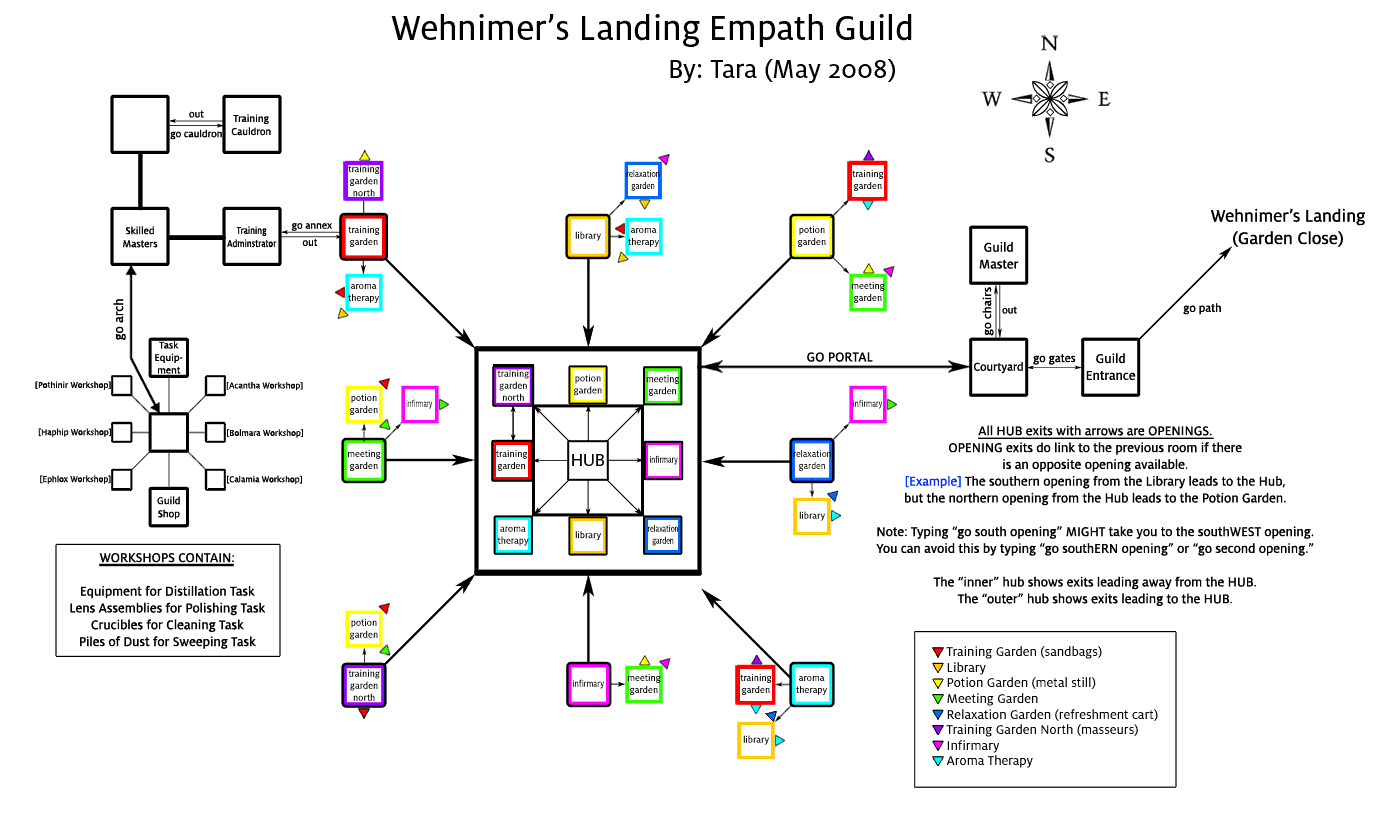 Wehnimer's Landing Empath Guild
By: Tara (May 2008)
N
W
E
S
out
go cauldron
Training
Cauldron
Skilled
Masters
Training
Adminstrator
go annex
out
training
garden
north
training
garden
aroma
therapy
relaxation
garden
library
aroma
therapy
training
garden
potion
garden
meeting
garden
Wehnimer's Landing
(Garden Close)
Guild
Master
go chairs
out
go path
Courtyard
go gates
Guild
Entrance
GO PORTAL
go arch
Task
Equip-
ment
[Pothinir Workshop]
[Acantha Workshop]
[Haphip Workshop]
[Bolmara Workshop]
[Ephlox Workshop]
[Calamia Workshop]
Guild
Shop
potion
garden
infirmary
meeting
garden
training
garden
north
potion
garden
meeting
garden
training
garden
HUB
infirmary
aroma
therapy
library
relaxation
garden
infirmary
relaxation
garden
library
All HUB exits with arrows are OPENINGS.
OPENING exits do link to the previous room if there
is an opposite opening available.
[Example] The southern opening from the Library leads to the Hub,
but the northern opening from the Hub leads to the Potion Garden.
Note: Typing "go south opening" MIGHT take you to the southWEST opening.
You can avoid this by typing "go southERN opening" or "go second opening."
The "inner" hub shows exits leading away from the HUB.
The "outer" hub shows exits leading to the HUB.
WORKSHOPS CONTAIN:
Equipment for Distillation Task
Lens Assemblies for Polishing Task
Crucibles for Cleaning Task
Piles of Dust for Sweeping Task
potion
garden
training
garden
north
infirmary
meeting
garden
training
garden
aroma
therapy
library
Training Garden (sandbags)
Library
Potion Garden (metal still)
Meeting Garden
Relaxation Garden (refreshment cart)
Training Garden North (masseurs)
Infirmary
Aroma Therapy